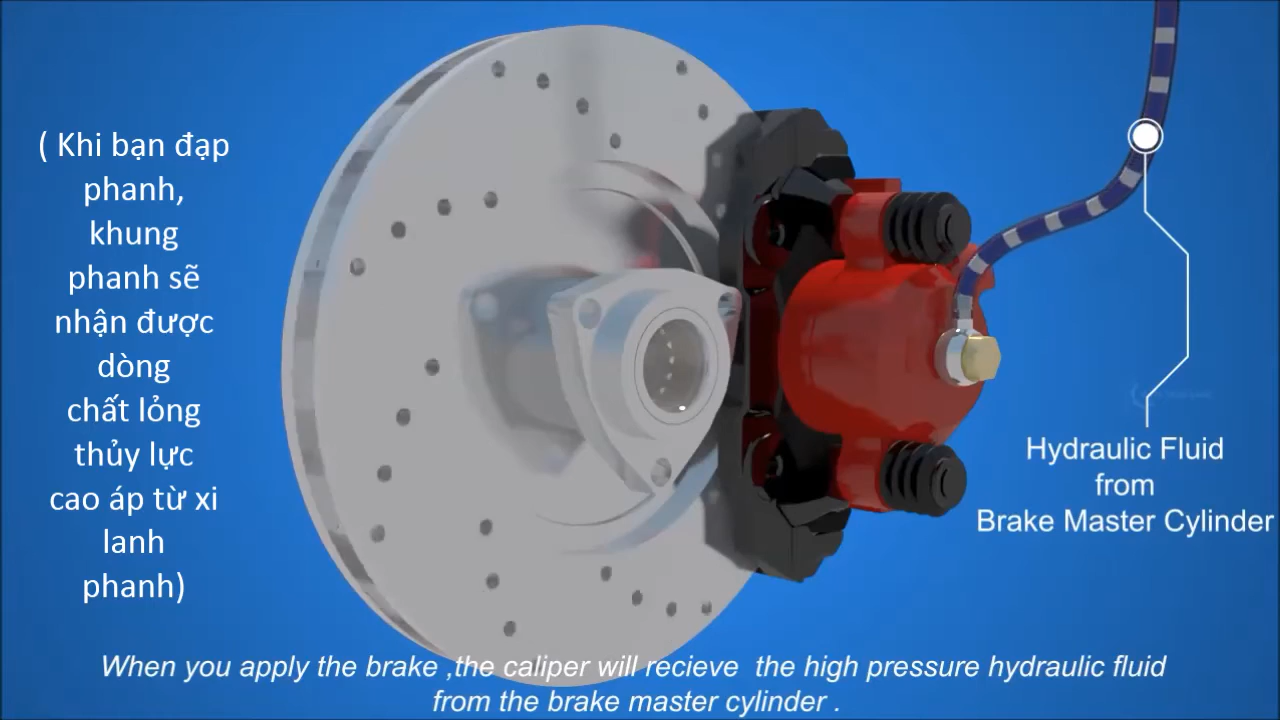 ( Khi bạn đạp
phanh,
khung
phanh sẽ
nhận được
dòng
chất lỏng
thủy lực
cao áp từ xi
lanh
phanh)
Hydraulic Fluid
from
Brake Master Cylinder
When you apply the brake ,the caliper will recieve  the high pressure hydraulic fluid
from the brake master cylinder .